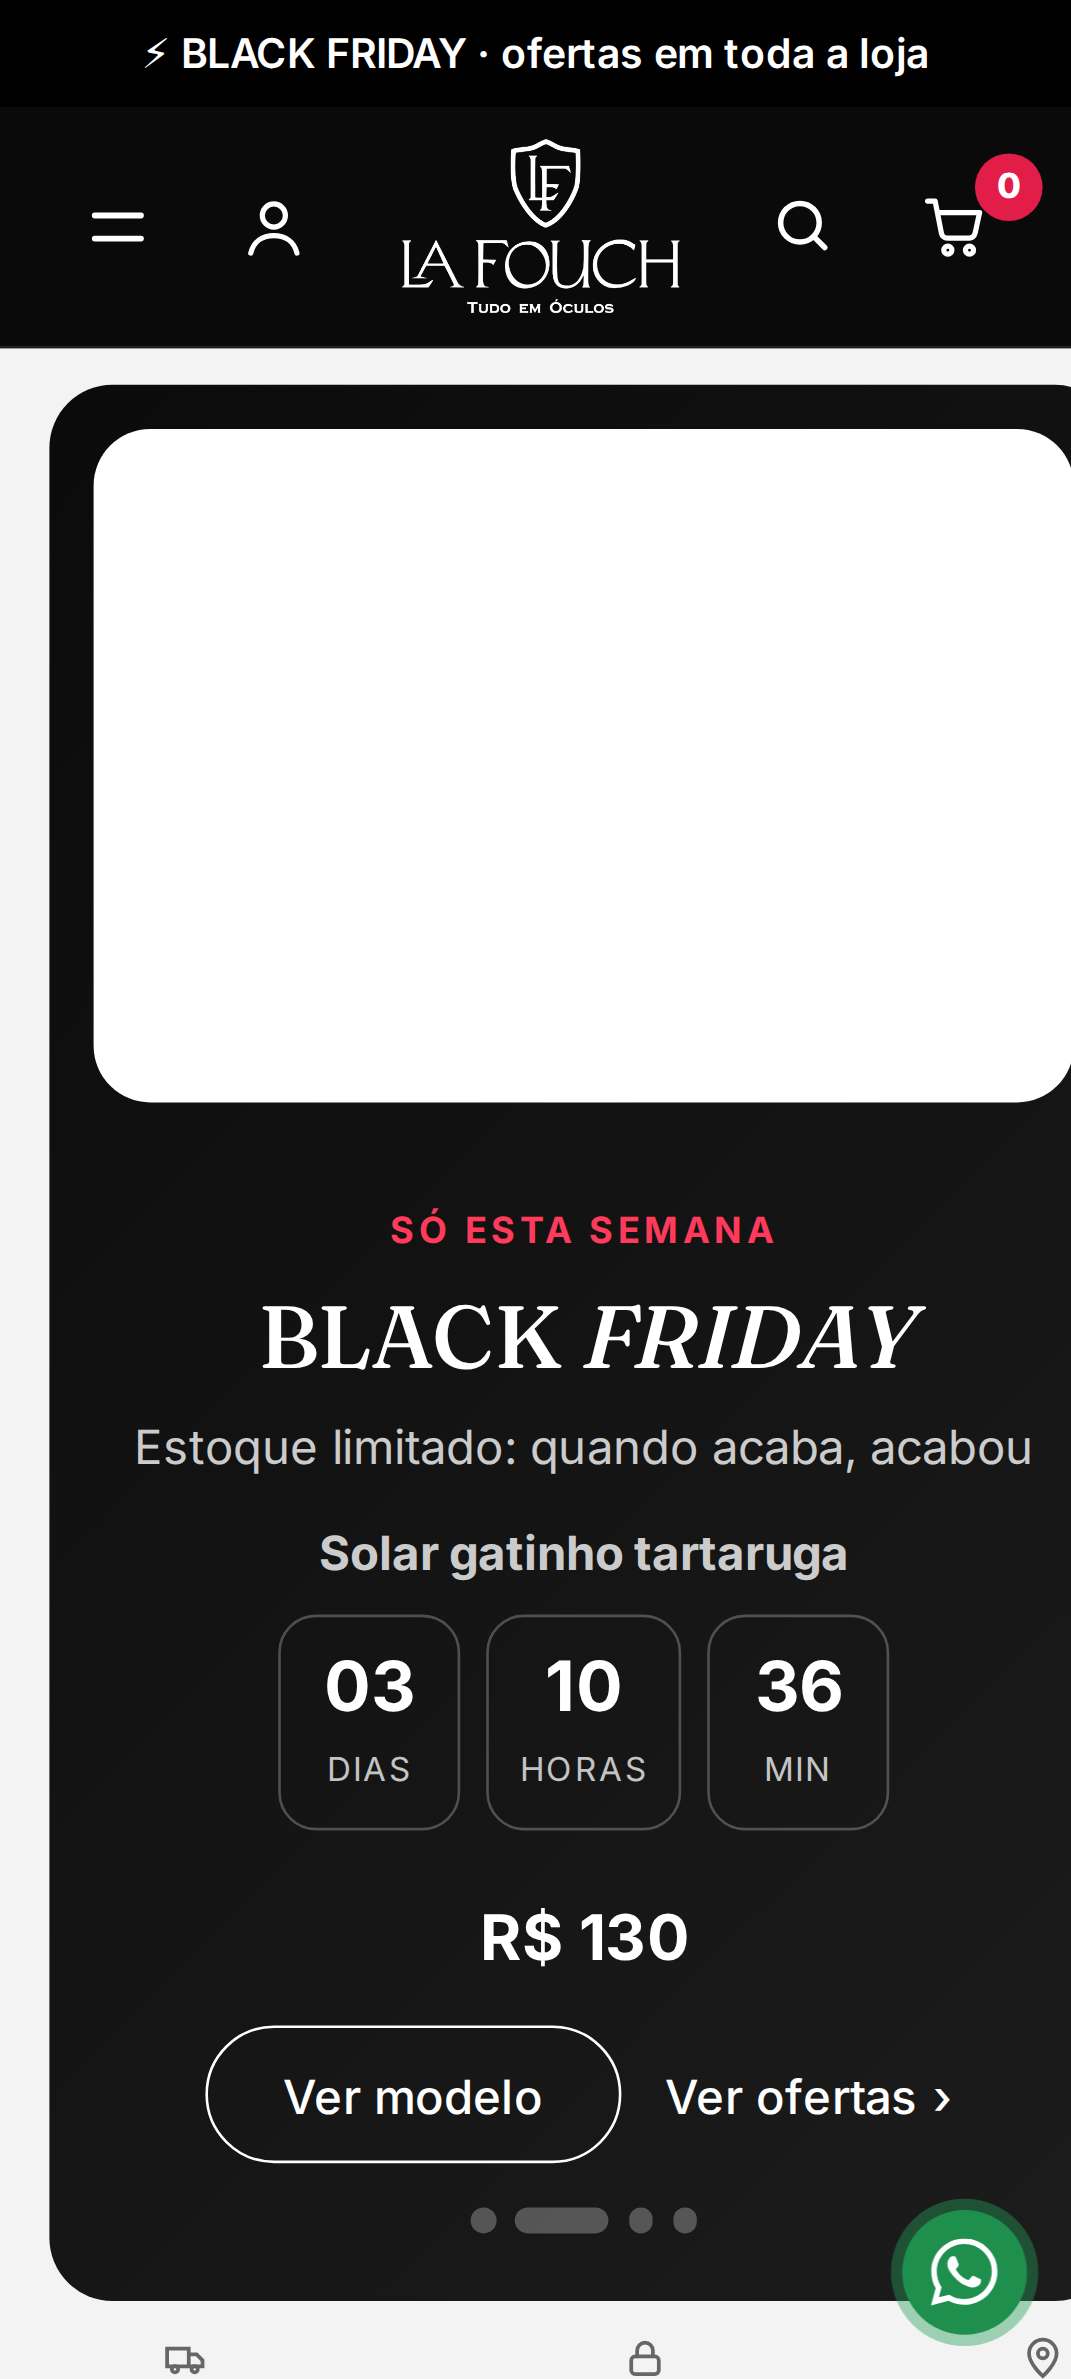 ⚡ BLACK FRIDAY · ofertas em toda a loja
0
LF
LA FOUCH
TUDO EM ÓCULOS
SÓ ESTA SEMANA
BLACK FRIDAY
Estoque limitado: quando acaba, acabou
Solar gatinho tartaruga
03 10 36
DIAS HORAS MIN
R$ 130
Ver modelo Ver ofertas ›